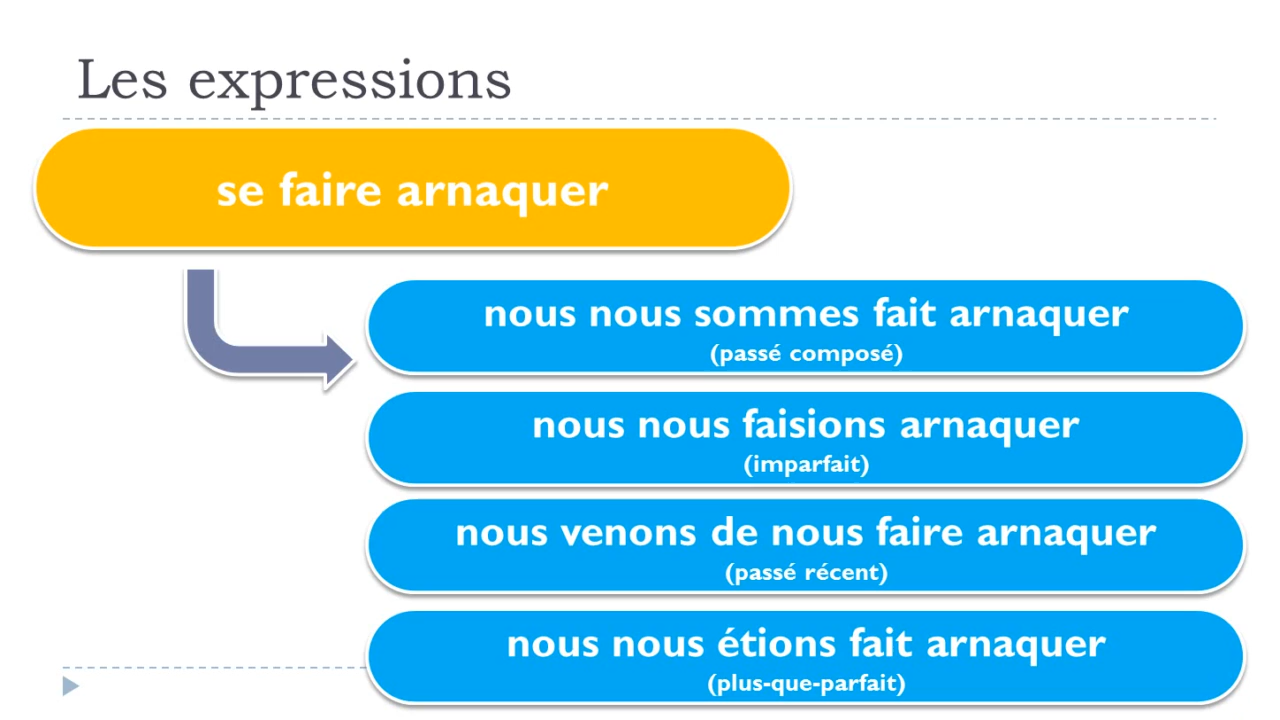 Les expressions
se faire arnaquer
nous nous sommes fait arnaquer
(passé composé)
nous nous faisions arnaquer
(imparfait)
nous venons de nous faire arnaquer
(passé récent)
nous nous étions fait arnaquer
(plus-que-parfait)